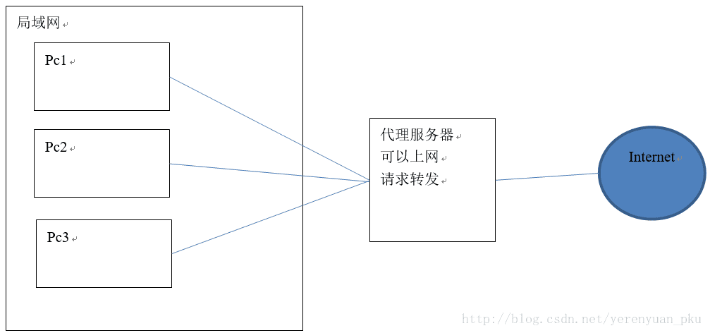 局域网
Pc1
Pc2
Pc3
代理服务器
可以上网
请求转发
Internet
http://blog.csdn.net/yerenyuan_pku